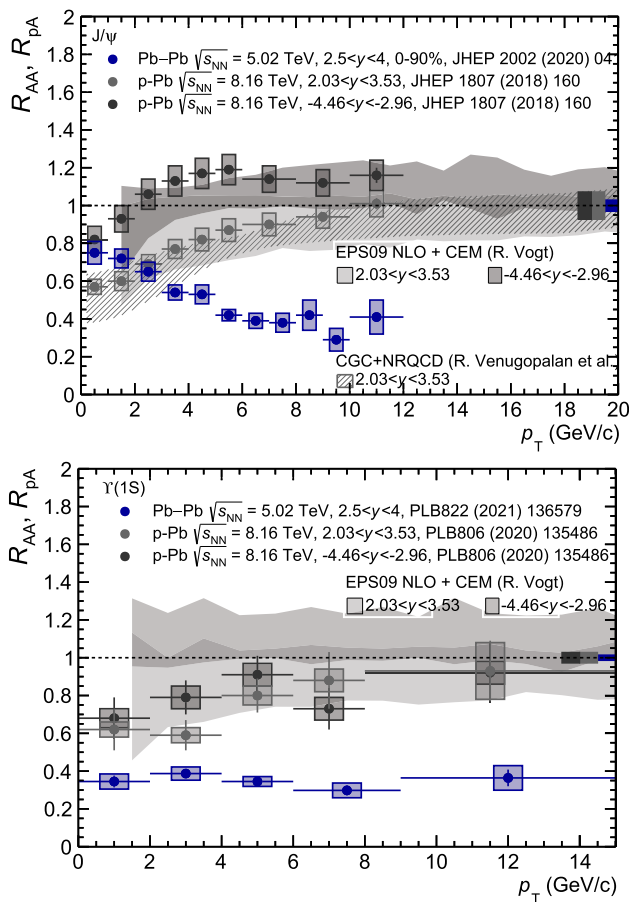 R_AA, R_pA
2
1.8
1.6
1.4
1.2
1
0.8
0.6
0.4
0.2
0
J/ψ
Pb−Pb √s_NN = 5.02 TeV, 2.5<y<4, 0-90%, JHEP 2002 (2020) 04
p-Pb √s_NN = 8.16 TeV, 2.03<y<3.53, JHEP 1807 (2018) 160
p-Pb √s_NN = 8.16 TeV, -4.46<y<-2.96, JHEP 1807 (2018) 160
EPS09 NLO + CEM (R. Vogt)
2.03<y<3.53 -4.46<y<-2.96
CGC+NRQCD (R. Venugopalan et al.
2.03<y<3.53
0 2 4 6 8 10 12 14 16 18 20
p_T (GeV/c)
R_AA, R_pA
2
1.8
1.6
1.4
1.2
1
0.8
0.6
0.4
0.2
0
ϒ(1S)
Pb−Pb √s_NN = 5.02 TeV, 2.5<y<4, PLB822 (2021) 136579
p-Pb √s_NN = 8.16 TeV, 2.03<y<3.53, PLB806 (2020) 135486
p-Pb √s_NN = 8.16 TeV, -4.46<y<-2.96, PLB806 (2020) 135486
EPS09 NLO + CEM (R. Vogt)
2.03<y<3.53 -4.46<y<-2.96
0 2 4 6 8 10 12 14
p_T (GeV/c)